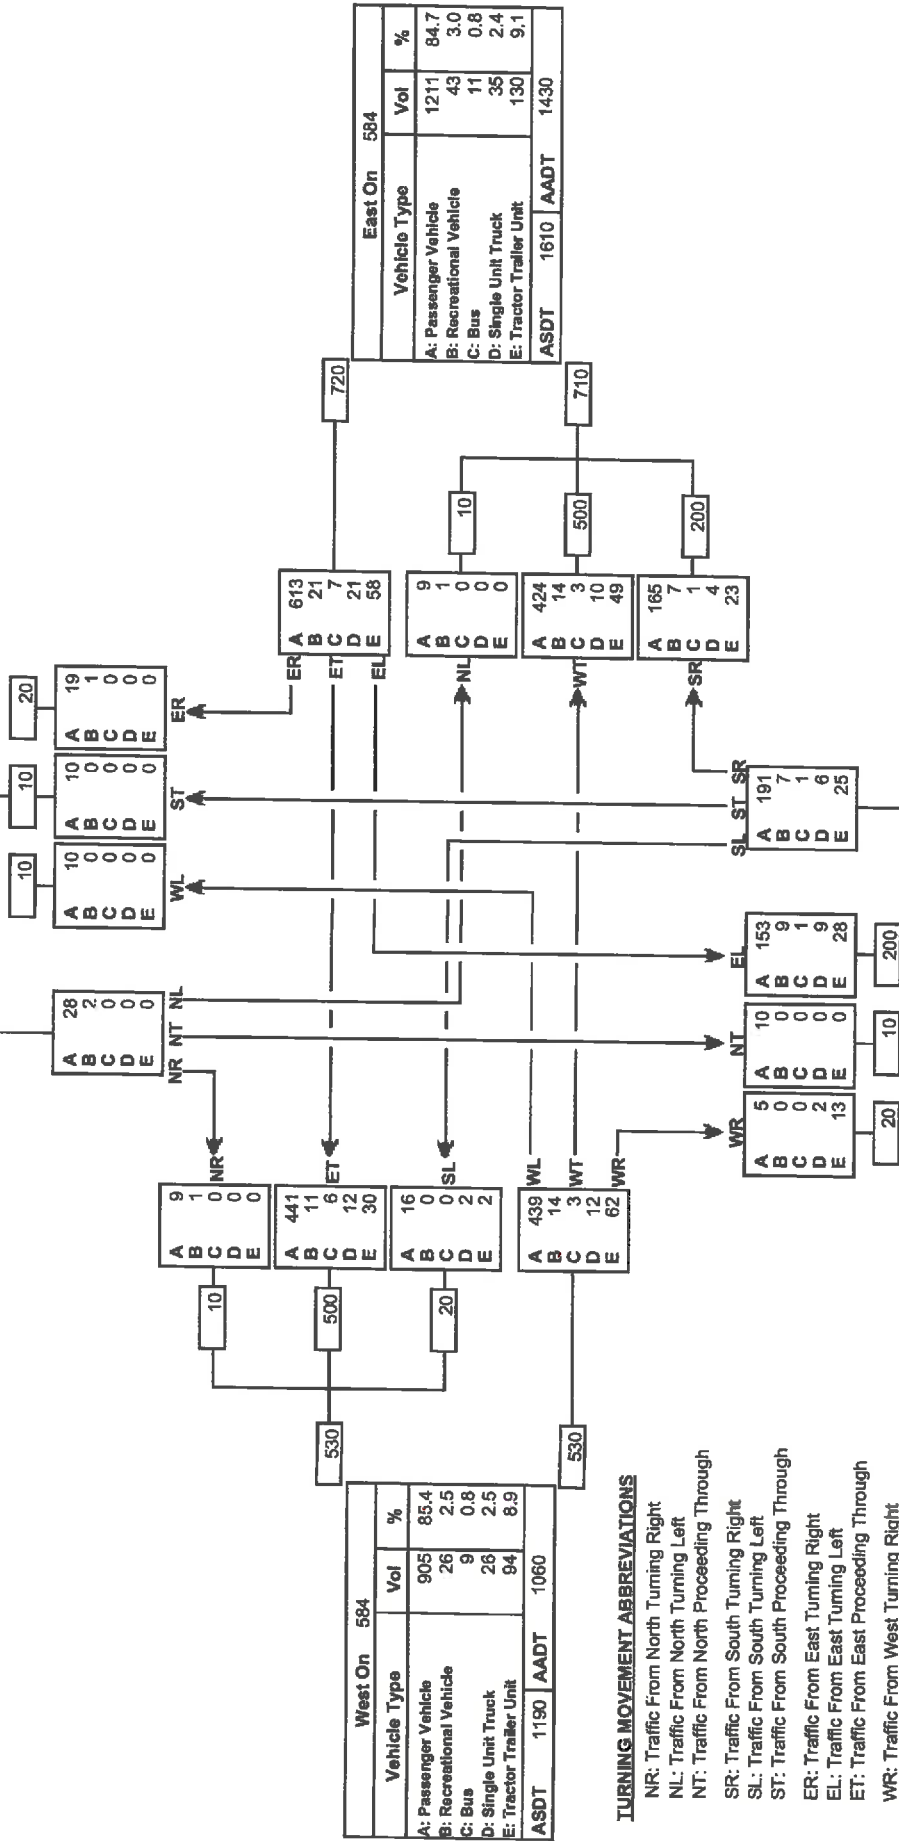 20
A 19
B 1
C 0
D 0
E 0
ER
10
A 10
B 0
C 0
D 0
E 0
ST
10
A 10
B 0
C 0
D 0
E 0
WL
A 28
B 2
C 0
D 0
E 0
NR NT NL
East On 584
Vehicle Type Vol %
A: Passenger Vehicle 1211 84.7
B: Recreational Vehicle 43 3.0
C: Bus 11 0.8
D: Single Unit Truck 35 2.4
E: Tractor Trailer Unit 130 9.1
ASDT 1610 AADT 1430
720
710
ER
ET
EL
A 613
B 21
C 7
D 21
E 58
NL
A 9
B 1
C 0
D 0
E 0
10
WT
A 424
B 14
C 3
D 10
E 49
500
SR
A 165
B 7
C 1
D 4
E 23
200
NR
A 9
B 1
C 0
D 0
E 0
10
ET
A 441
B 11
C 6
D 12
E 30
500
SL
A 16
B 0
C 0
D 2
E 2
20
530
WL
WT
WR
A 439
B 14
C 3
D 12
E 62
530
SL ST SR
A 191
B 7
C 1
D 6
E 25
EL
A 153
B 9
C 1
D 9
E 28
200
NT
A 10
B 0
C 0
D 0
E 0
10
WR
A 5
B 0
C 0
D 2
E 13
20
West On 584
Vehicle Type Vol %
A: Passenger Vehicle 905 85.4
B: Recreational Vehicle 26 2.5
C: Bus 9 0.8
D: Single Unit Truck 26 2.5
E: Tractor Trailer Unit 94 8.9
ASDT 1190 AADT 1060
TURNING MOVEMENT ABBREVIATIONS
NR: Traffic From North Turning Right
NL: Traffic From North Turning Left
NT: Traffic From North Proceeding Through
SR: Traffic From South Turning Right
SL: Traffic From South Turning Left
ST: Traffic From South Proceeding Through
ER: Traffic From East Turning Right
EL: Traffic From East Turning Left
ET: Traffic From East Proceeding Through
WR: Traffic From West Turning Right